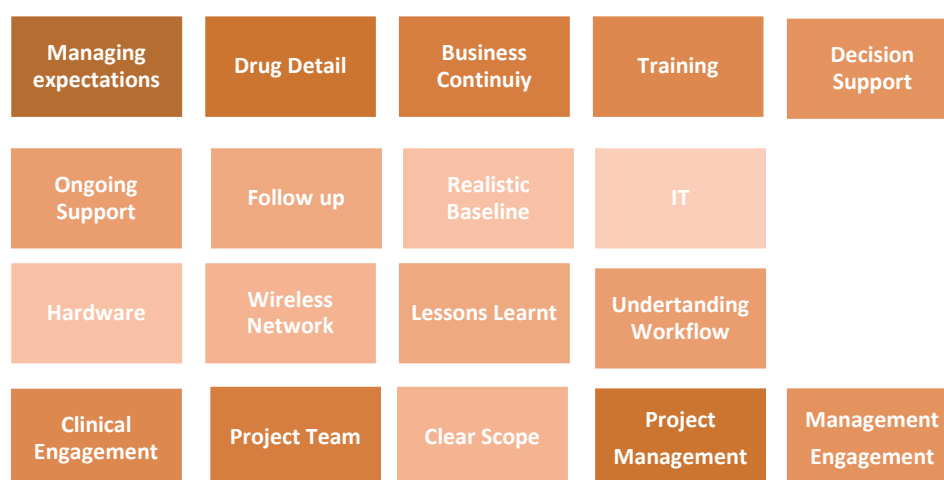 Managing
expectations
Drug Detail
Business
Continuiy
Training
Decision
Support
Ongoing
Support
Follow up
Realistic
Baseline
IT
Hardware
Wireless
Network
Lessons Learnt
Undertanding
Workflow
Clinical
Engagement
Project Team
Clear Scope
Project
Management
Management
Engagement